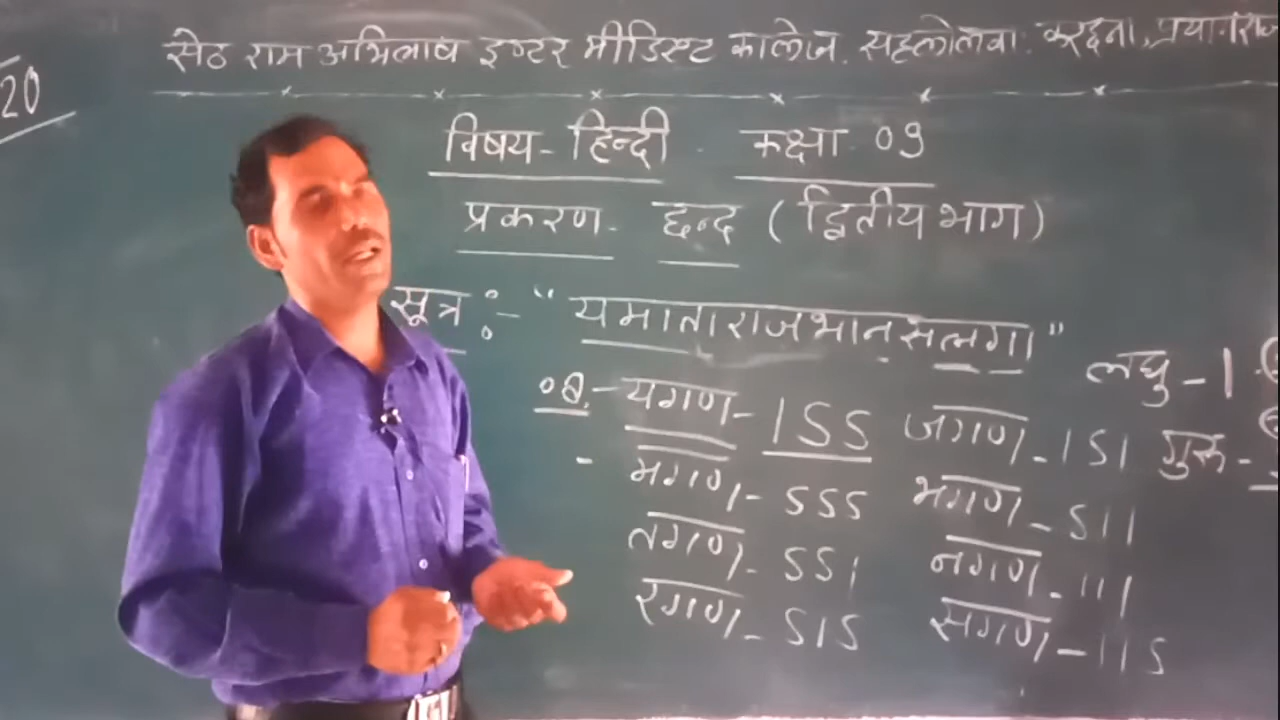 सेठ राम अभिलाष इण्टर मीडिएट कालेज. सहलोलवा. करछना, प्रयागराज
20
विषय- हिन्दी कक्षा 09
प्रकरण- छन्द (द्वितीय भाग)
सूत्र :- "यमाताराजभानसलगा"
08.- यगण- ISS जगण- ISI लघु - I
- मगण- SSS भगण- SII गुरू -
तगण- SSI नगण- III
रगण- SIS सगण- IIS